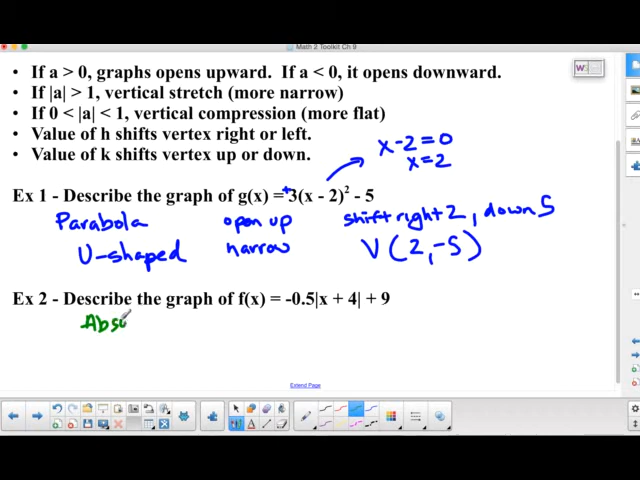 Math 2 Toolkit Ch 9
• If a > 0, graphs opens upward. If a < 0, it opens downward.
• If |a| > 1, vertical stretch (more narrow)
• If 0 < |a| < 1, vertical compression (more flat)
• Value of h shifts vertex right or left.
• Value of k shifts vertex up or down.
x-2=0
x=2
Ex 1 - Describe the graph of g(x) = +3(x - 2)² - 5
Parabola open up shift right 2, down 5
U-shaped narrow V(2,-5)
Ex 2 - Describe the graph of f(x) = -0.5|x + 4| + 9
Abs
Extend Page